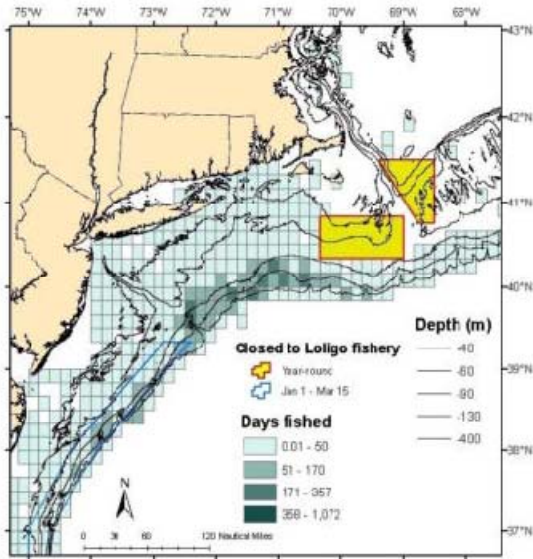 75°W 74°W 73°W 72°W 71°W 70°W 69°W 68°W
43°N
42°N
41°N
40°N
39°N
38°N
37°N
Closed to Loligo fishery
Year-round
Jan 1 - Mar 15
Days fished
0.01 - 50
51 - 170
171 - 357
358 - 1,072
Depth (m)
-40
-60
-90
-130
-400
N
0 30 60 120 Nautical Miles